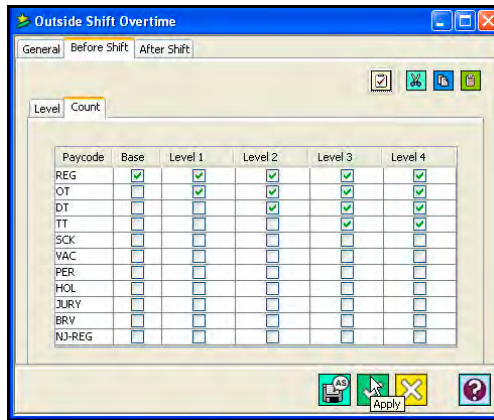 Outside Shift Overtime
General Before Shift After Shift
Level Count
Paycode Base Level 1 Level 2 Level 3 Level 4
REG
OT
DT
TT
SCK
VAC
PER
HOL
JURY
BRV
NJ-REG
AS
Apply
?